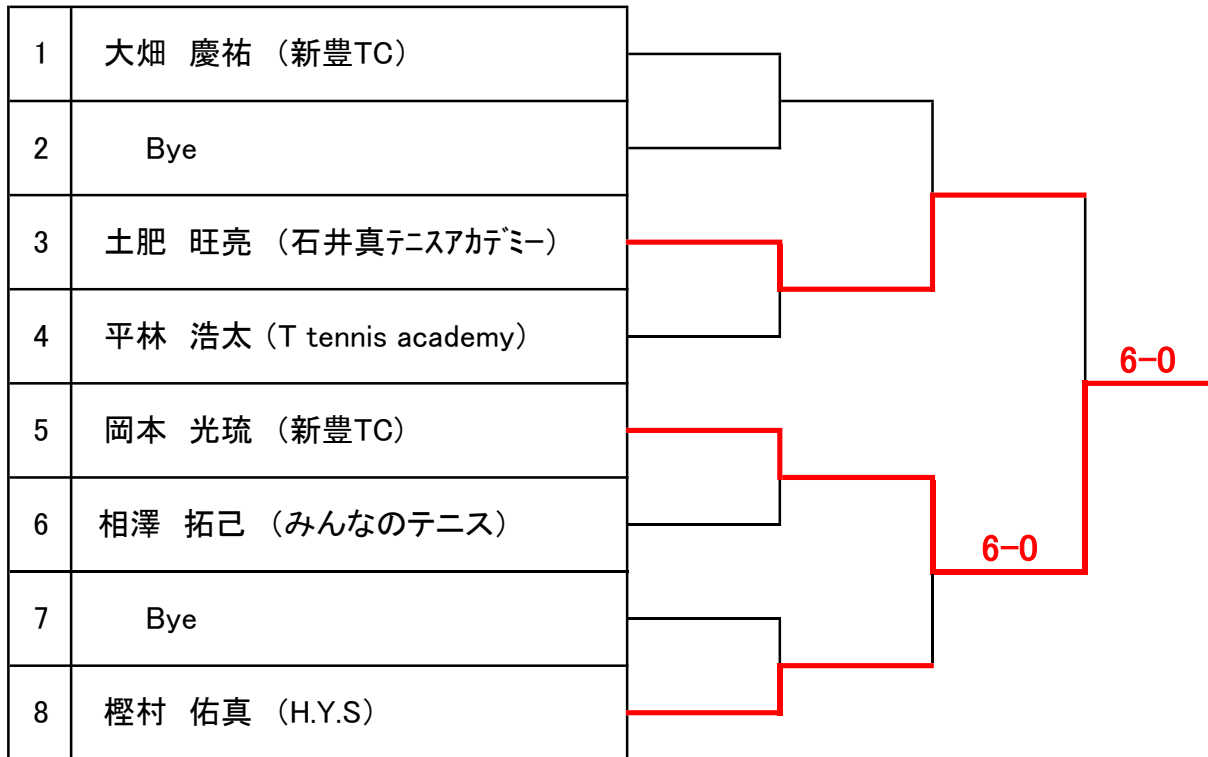 1 大畑 慶祐 (新豊TC)
2 Bye
3 土肥 旺亮 (石井真ﾃﾆｽｱｶﾃﾞﾐｰ)
4 平林 浩太 (T tennis academy)
6-0
5 岡本 光琉 (新豊TC)
6 相澤 拓己 (みんなのテニス)
6-0
7 Bye
8 樫村 佑真 (H.Y.S)